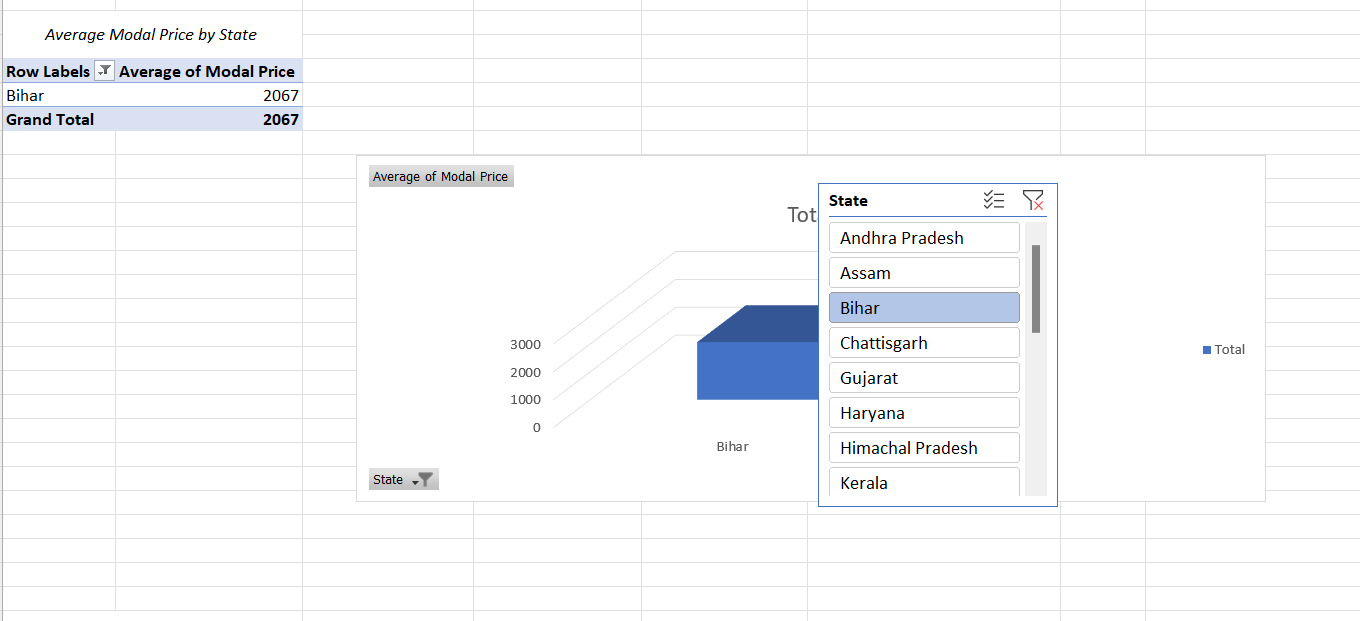 Average Modal Price by State
Row Labels Average of Modal Price
Bihar 2067
Grand Total 2067
Average of Modal Price
Tot
3000
2000
1000
0
Bihar
Total
State
State
Andhra Pradesh
Assam
Bihar
Chattisgarh
Gujarat
Haryana
Himachal Pradesh
Kerala